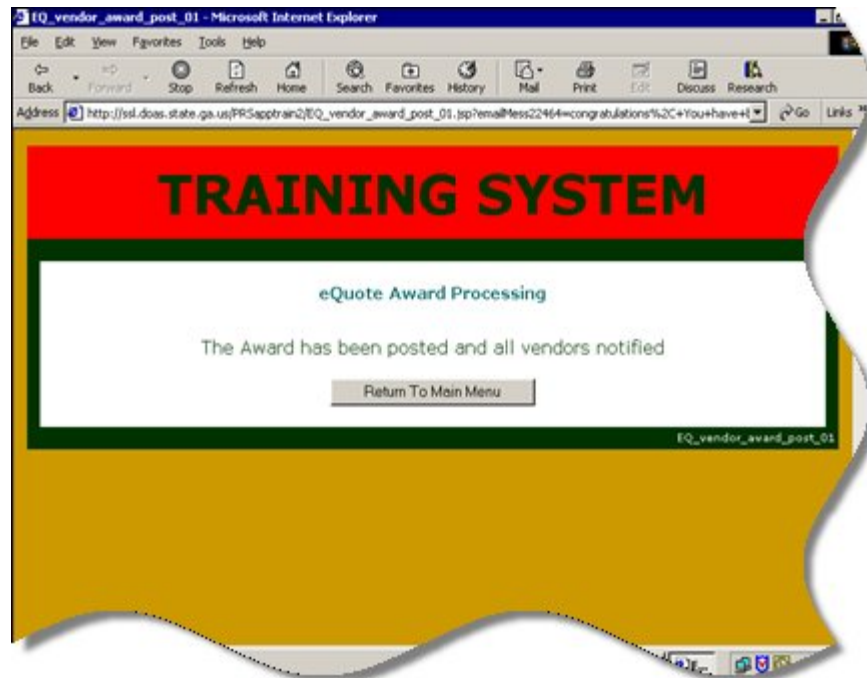 EQ_vendor_award_post_01 - Microsoft Internet Explorer
File Edit View Favorites Tools Help
Back Forward Stop Refresh Home Search Favorites History Mail Print Edit Discuss Research
Address http://ssl.doas.state.ga.us/PRSapptrain2/EQ_vendor_award_post_01.jsp?emailMess22464=congratulations%2C+You+have+ Go Links
TRAINING SYSTEM
eQuote Award Processing
The Award has been posted and all vendors notified
Return To Main Menu
EQ_vendor_award_post_01